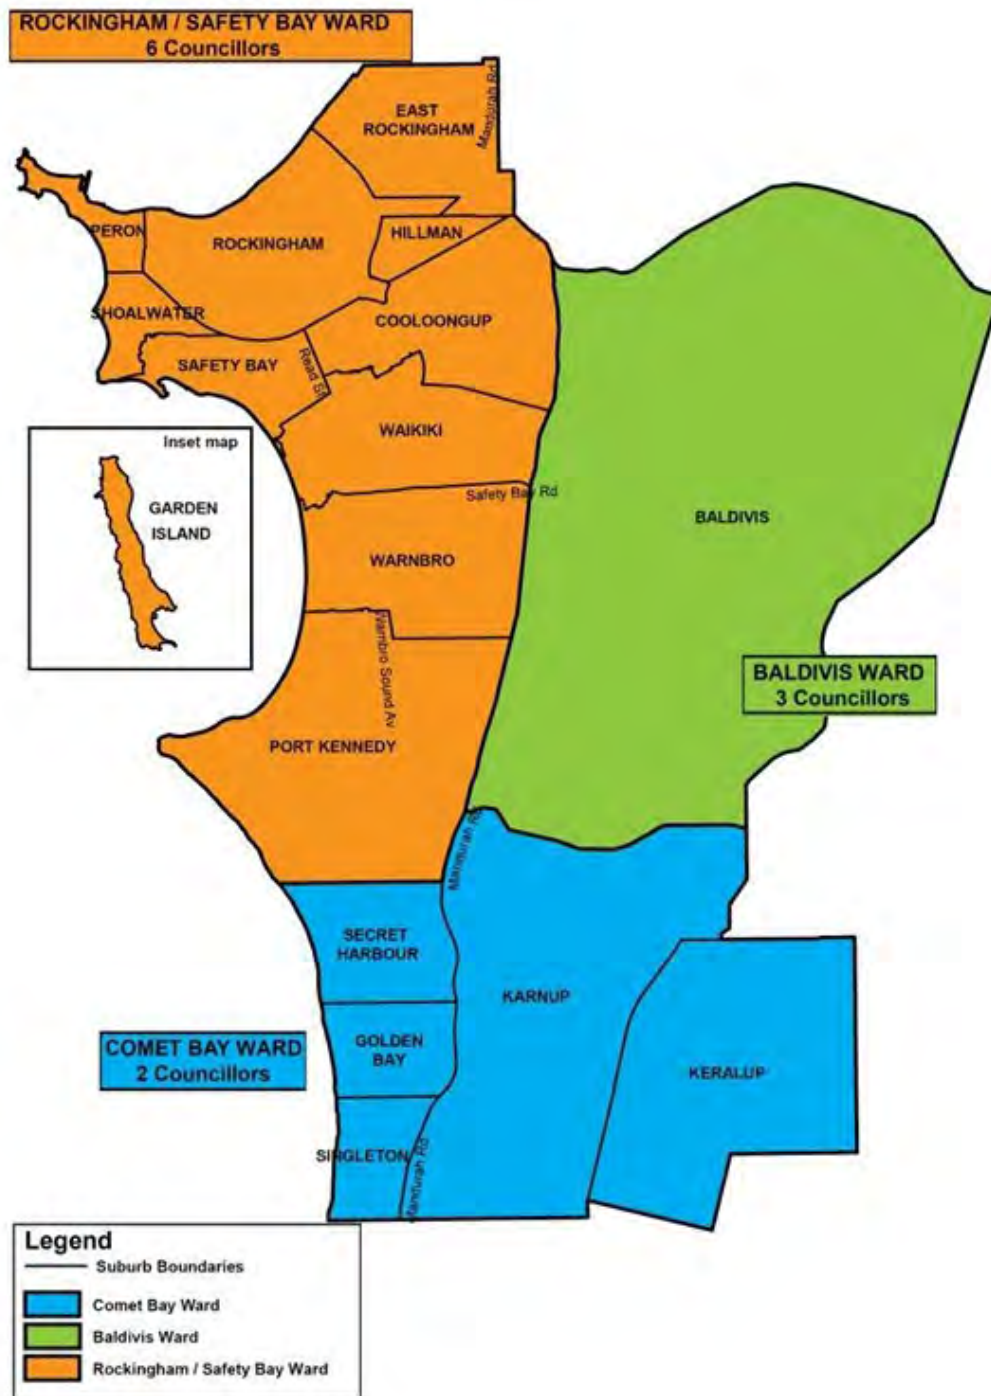 ROCKINGHAM / SAFETY BAY WARD
6 Councillors
EAST
ROCKINGHAM
Mandurah Rd
PERON
ROCKINGHAM
HILLMAN
SHOALWATER
COOLOONGUP
SAFETY BAY
Read St
WAIKIKI
Inset map
GARDEN
ISLAND
Safety Bay Rd
BALDIVIS
WARNBRO
Warnbro Sound Av
BALDIVIS WARD
3 Councillors
PORT KENNEDY
Mandurah Rd
SECRET
HARBOUR
KARNUP
COMET BAY WARD
2 Councillors
GOLDEN
BAY
KERALUP
SINGLETON
Mandurah Rd
Legend
Suburb Boundaries
Comet Bay Ward
Baldivis Ward
Rockingham / Safety Bay Ward